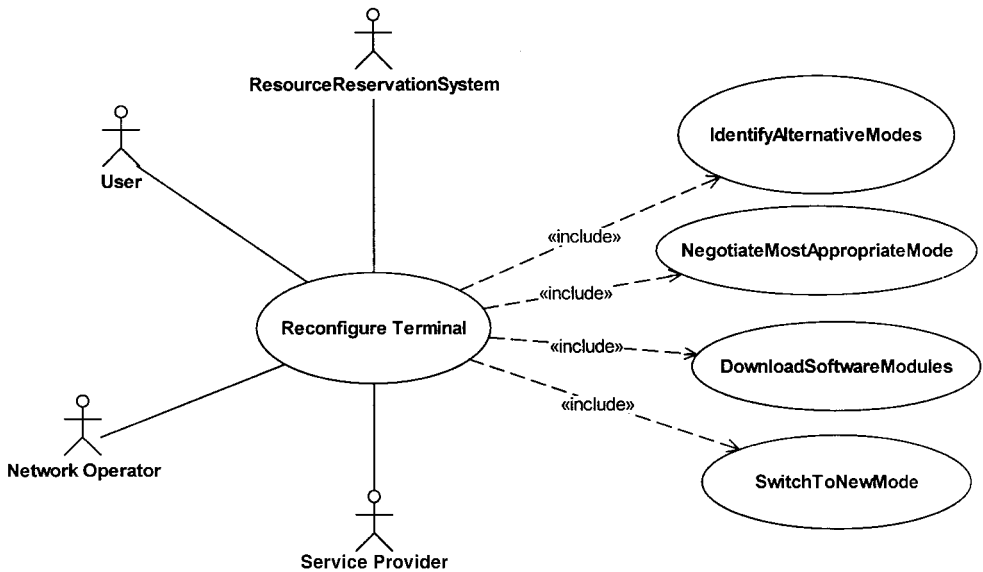 ResourceReservationSystem
User
IdentifyAlternativeModes
«include»
NegotiateMostAppropriateMode
«include»
Reconfigure Terminal
«include»
DownloadSoftwareModules
«include»
Network Operator
SwitchToNewMode
Service Provider